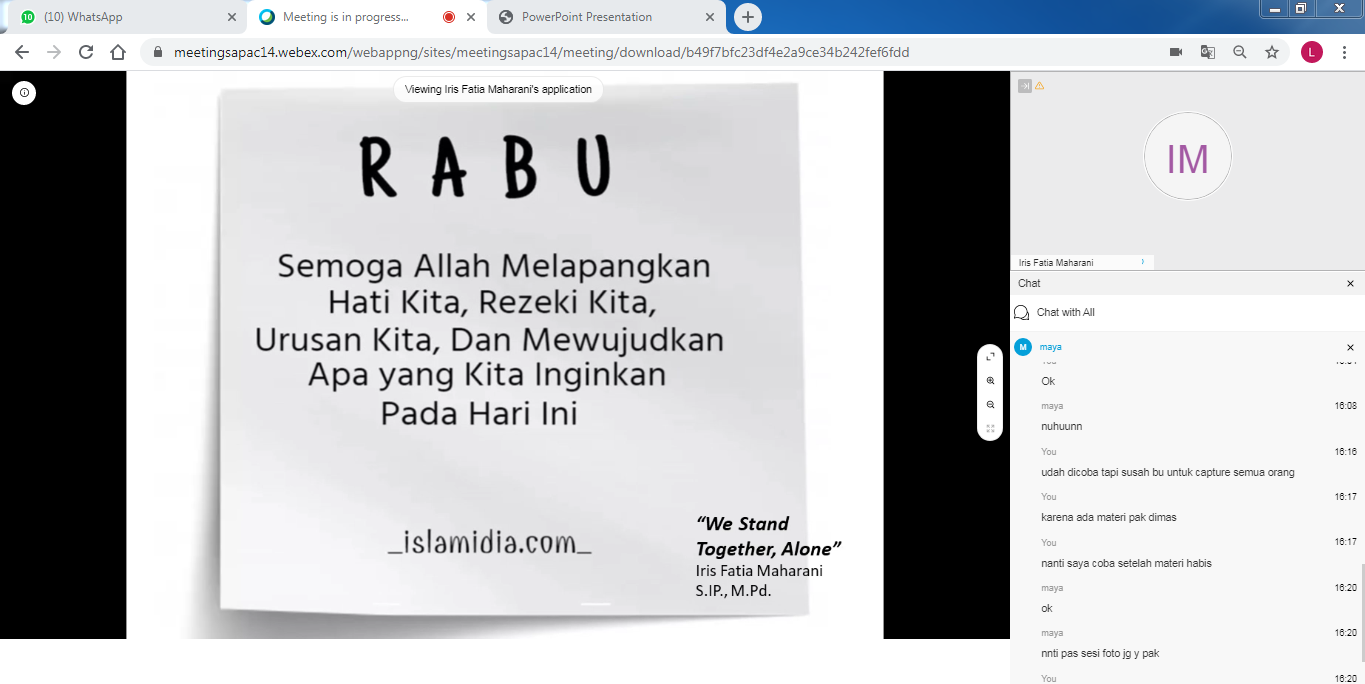 10 (10) WhatsApp
Meeting is in progress...
PowerPoint Presentation
meetingsapac14.webex.com/webappng/sites/meetingsapac14/meeting/download/b49f7bfc23df4e2a9ce34b242fef6fdd
L
Viewing Iris Fatia Maharani's application
RABU
Semoga Allah Melapangkan
Hati Kita, Rezeki Kita,
Urusan Kita, Dan Mewujudkan
Apa yang Kita Inginkan
Pada Hari Ini
_islamidia.com_
“We Stand
Together, Alone”
Iris Fatia Maharani
S.IP., M.Pd.
IM
Iris Fatia Maharani
Chat
Chat with All
M maya
Ok
maya 16:08
nuhuunn
You 16:16
udah dicoba tapi susah bu untuk capture semua orang
You 16:17
karena ada materi pak dimas
You 16:17
nanti saya coba setelah materi habis
maya 16:20
ok
maya 16:20
nnti pas sesi foto jg y pak
You 16:20